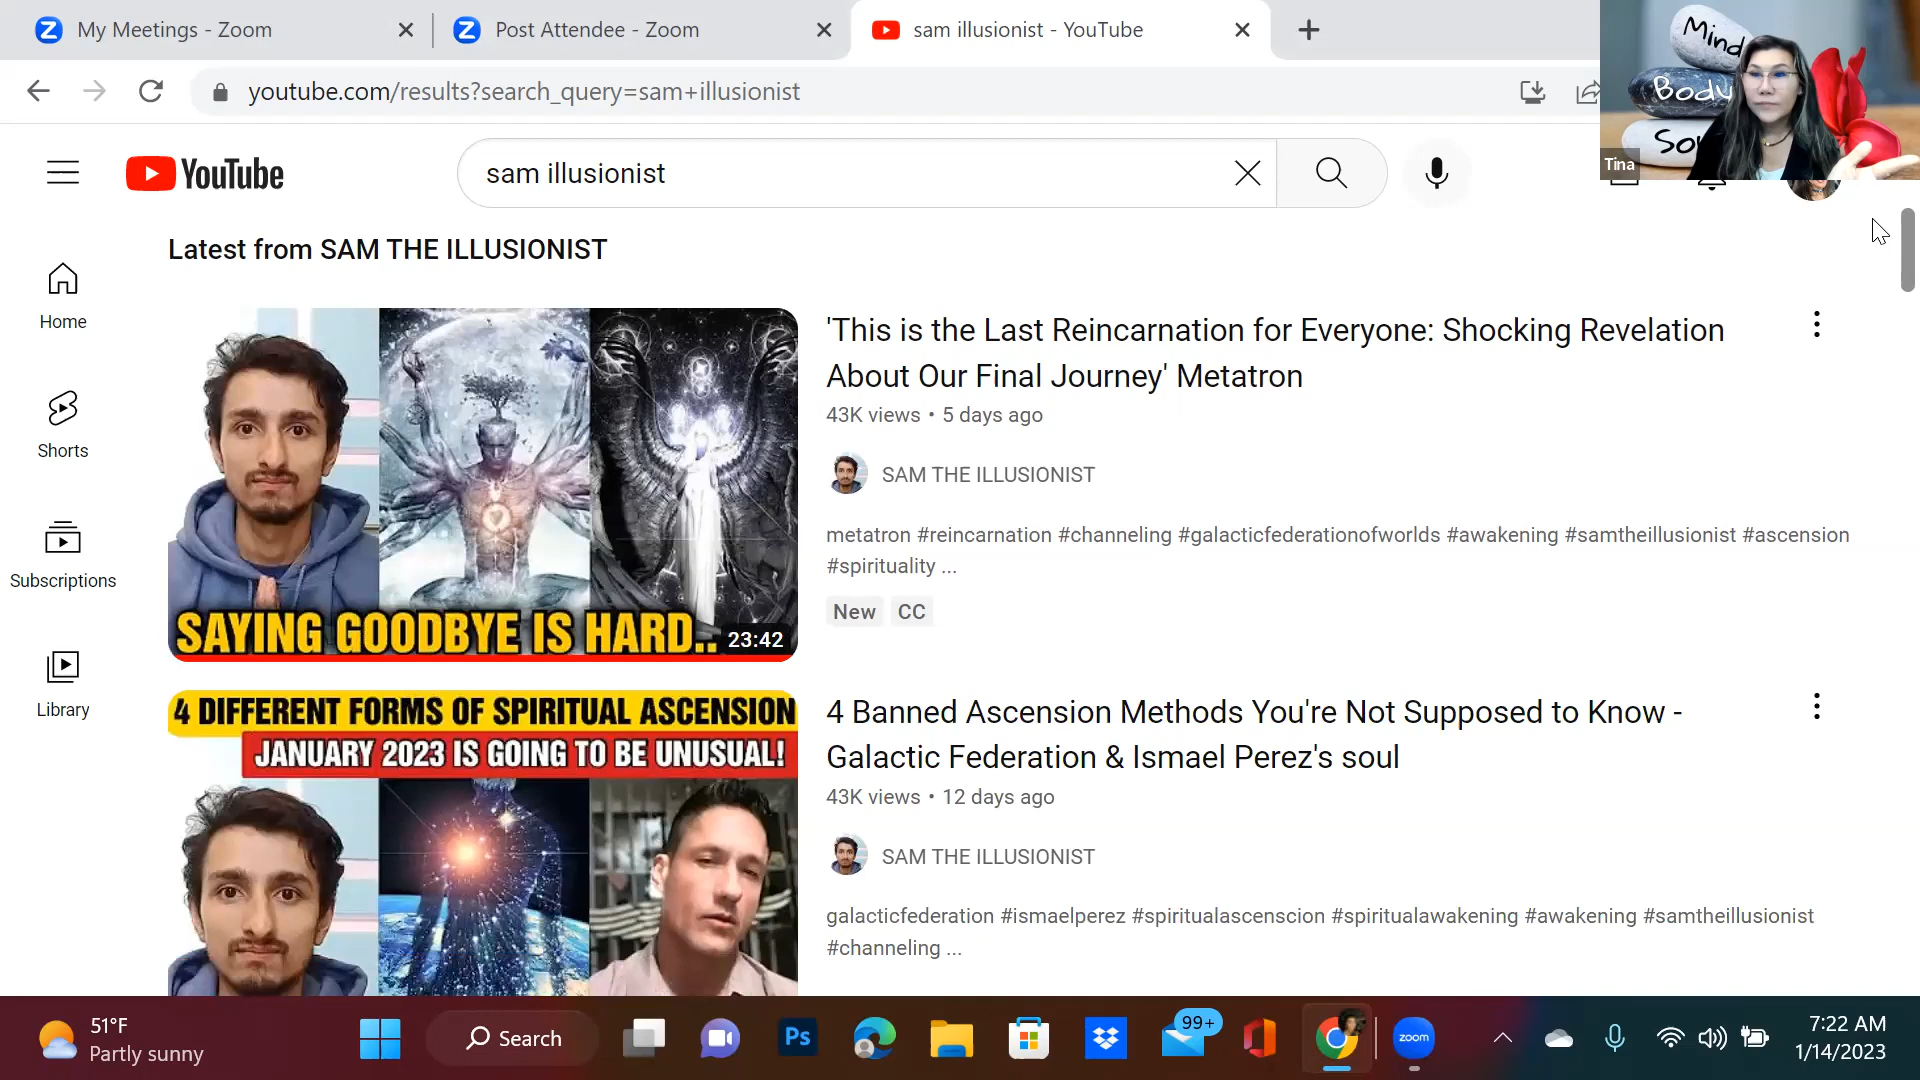 My Meetings - Zoom
Post Attendee - Zoom
sam illusionist - YouTube
youtube.com/results?search_query=sam+illusionist
Mind
Body
Sou
Tina
YouTube
sam illusionist
Latest from SAM THE ILLUSIONIST
Home
Shorts
Subscriptions
Library
SAYING GOODBYE IS HARD..
23:42
'This is the Last Reincarnation for Everyone: Shocking Revelation
About Our Final Journey' Metatron
43K views • 5 days ago
SAM THE ILLUSIONIST
metatron #reincarnation #channeling #galacticfederationofworlds #awakening #samtheillusionist #ascension
#spirituality ...
New CC
4 DIFFERENT FORMS OF SPIRITUAL ASCENSION
JANUARY 2023 IS GOING TO BE UNUSUAL!
4 Banned Ascension Methods You're Not Supposed to Know -
Galactic Federation & Ismael Perez's soul
43K views • 12 days ago
SAM THE ILLUSIONIST
galacticfederation #ismaelperez #spiritualascenscion #spiritualawakening #awakening #samtheillusionist
#channeling ...
51°F
Partly sunny
Search
Ps
99+
zoom
7:22 AM
1/14/2023